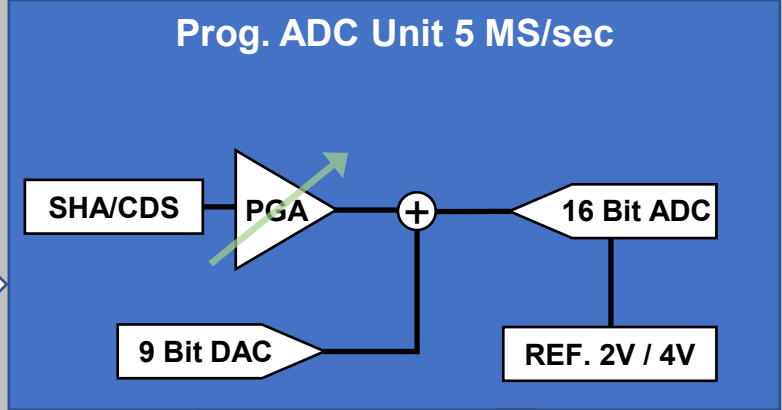 Prog. ADC Unit 5 MS/sec
SHA/CDS
PGA
+
16 Bit ADC
9 Bit DAC
REF. 2V / 4V